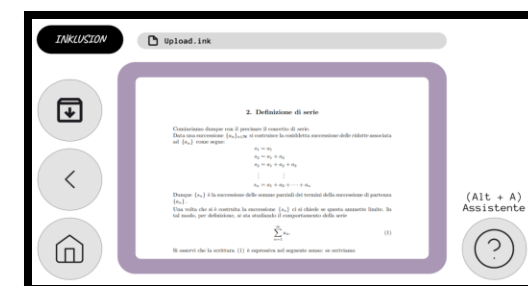 INKLUSION
Upload.ink
2. Definizione di serie
Cominciamo dunque con il precisare il concetto di serie.
Data una successione {aₙ}ₙ∈ℕ si costruisce la cosiddetta successione delle ridotte associata
ad {aₙ} come segue:
s₁ = a₁
s₂ = a₁ + a₂
s₃ = a₁ + a₂ + a₃
⋮ ⋮
sₙ = a₁ + a₂ + ⋯ + aₙ
Dunque {sₙ} è la successione delle somme parziali dei termini della successione di partenza
{aₙ}.
Una volta che si è costruita la successione {sₙ} ci si chiede se questa ammette limite. In
tal modo, per definizione, si sta studiando il comportamento della serie
∑ aₙ (1)
Si osservi che la scrittura (1) è espressiva nel seguente senso: se scriviamo
(Alt + A)
Assistente
?